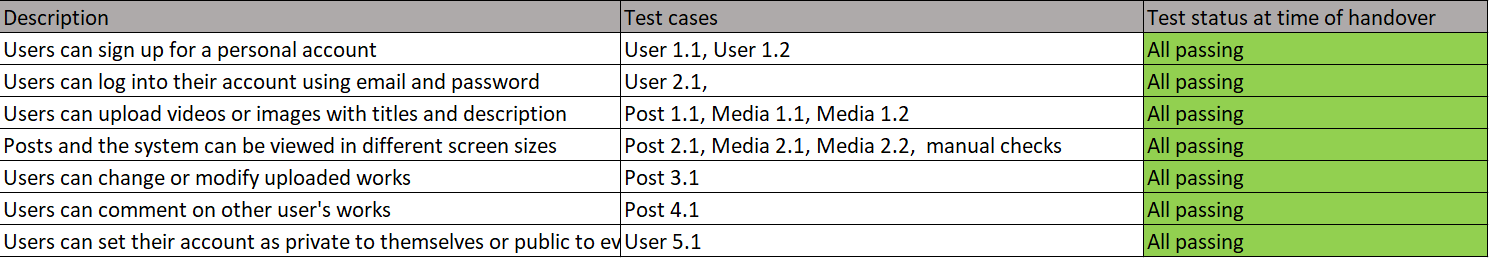 Description Test cases Test status at time of handover
Users can sign up for a personal account User 1.1, User 1.2 All passing
Users can log into their account using email and password User 2.1, All passing
Users can upload videos or images with titles and description Post 1.1, Media 1.1, Media 1.2 All passing
Posts and the system can be viewed in different screen sizes Post 2.1, Media 2.1, Media 2.2,  manual checks All passing
Users can change or modify uploaded works Post 3.1 All passing
Users can comment on other user's works Post 4.1 All passing
Users can set their account as private to themselves or public to ev User 5.1 All passing